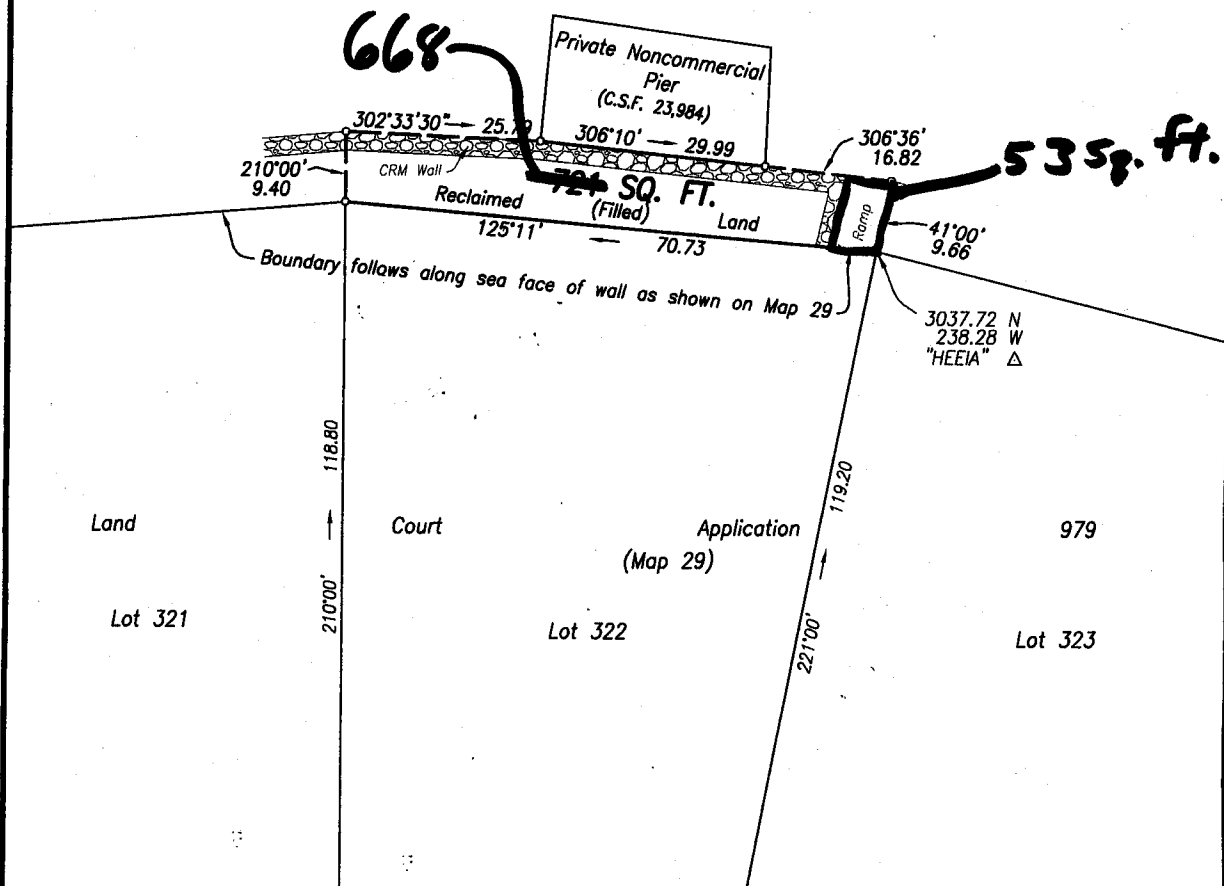 668
Private Noncommercial
Pier
(C.S.F. 23,984)
302°33'30" 25.79
306°10' 29.99
306°36'
16.82
53 Sq. ft.
210°00'
9.40
CRM Wall
721 SQ. FT.
Reclaimed (Filled) Land
Ramp
41°00'
9.66
125°11' 70.73
Boundary follows along sea face of wall as shown on Map 29
3037.72 N
238.28 W
"HEEIA"
118.80
210°00'
119.20
221°00'
Land Court Application 979
(Map 29)
Lot 321
Lot 322
Lot 323